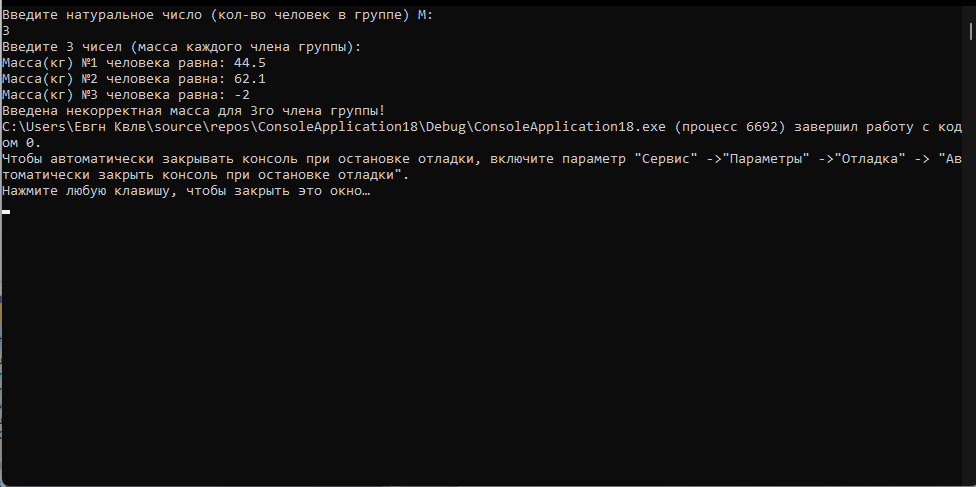 Введите натуральное число (кол-во человек в группе) М:
3
Введите 3 чисел (масса каждого члена группы):
Масса(кг) №1 человека равна: 44.5
Масса(кг) №2 человека равна: 62.1
Масса(кг) №3 человека равна: -2
Введена некорректная масса для 3го члена группы!
C:\Users\Евгн Квлв\source\repos\ConsoleApplication18\Debug\ConsoleApplication18.exe (процесс 6692) завершил работу с код
ом 0.
Чтобы автоматически закрывать консоль при остановке отладки, включите параметр "Сервис" ->"Параметры" ->"Отладка" -> "Ав
томатически закрыть консоль при остановке отладки".
Нажмите любую клавишу, чтобы закрыть это окно…